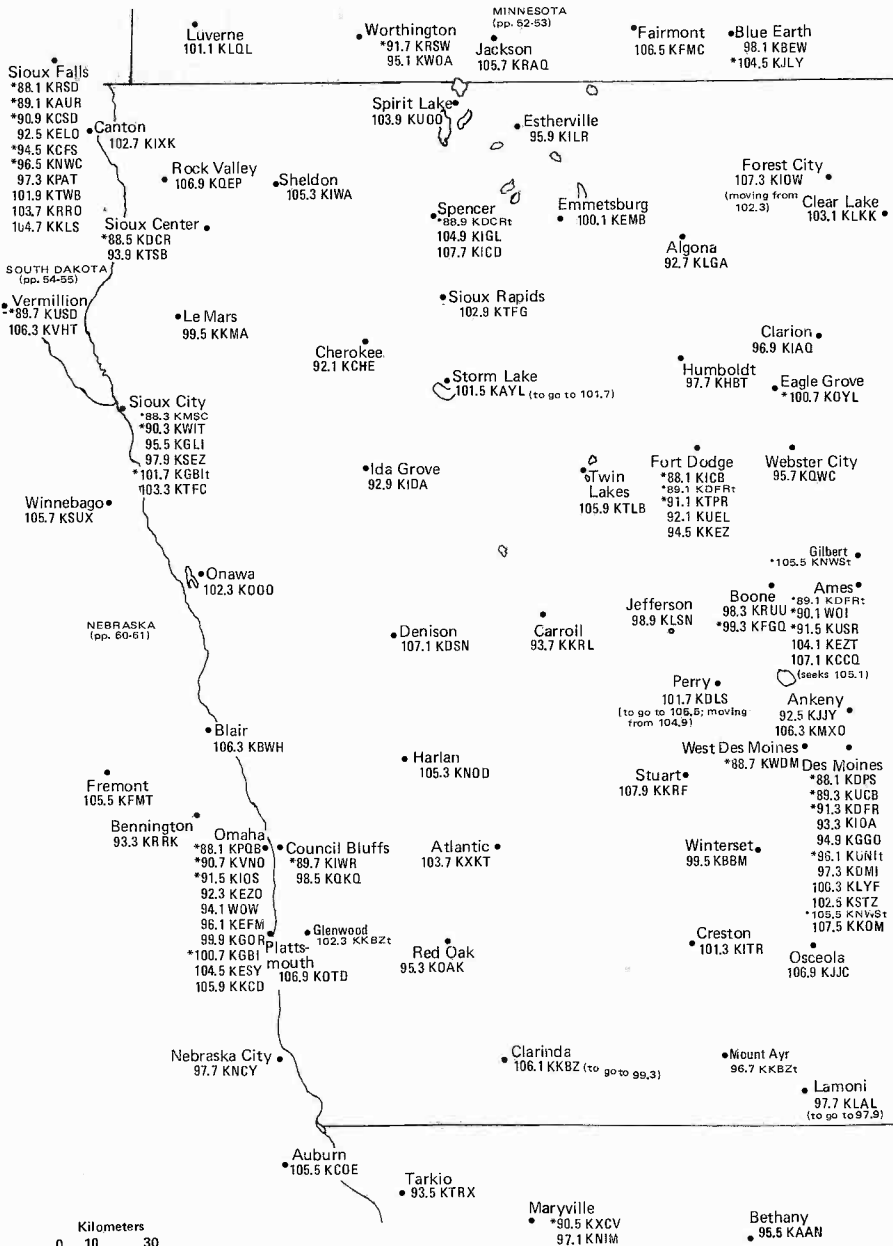 MINNESOTA
(pp. 52-53)
Luverne
101.1 KLQL
Worthington
*91.7 KRSW
95.1 KWOA
Jackson
105.7 KRAQ
Fairmont
106.5 KFMC
Blue Earth
98.1 KBEW
*104.5 KJLY
Sioux Falls
*88.1 KRSD
*89.1 KAUR
*90.9 KCSD
92.5 KELO
*94.5 KCFS
*96.5 KNWC
97.3 KPAT
101.9 KTWB
103.7 KRRO
104.7 KKLS
Canton
102.7 KIXK
Rock Valley
106.9 KQEP
Sheldon
105.3 KIWA
Spirit Lake
103.9 KUOO
Estherville
95.9 KILR
Forest City
107.3 KIOW
(moving from
102.3)
Clear Lake
103.1 KLKK
Sioux Center
*88.5 KDCR
93.9 KTSB
Spencer
*88.9 KDCRt
104.9 KIGL
107.7 KICD
Emmetsburg
100.1 KEMB
Algona
92.7 KLGA
SOUTH DAKOTA
(pp. 54-55)
Vermillion
*89.7 KUSD
106.3 KVHT
Le Mars
99.5 KKMA
Sioux Rapids
102.9 KTFG
Cherokee
92.1 KCHE
Clarion
96.9 KIAQ
Storm Lake
101.5 KAYL (to go to 101.7)
Humboldt
97.7 KHBT
Eagle Grove
*100.7 KOYL
Sioux City
*88.3 KMSC
*90.3 KWIT
95.5 KGLI
97.9 KSEZ
*101.7 KGBIt
103.3 KTFC
Ida Grove
92.9 KIDA
Twin
Lakes
105.9 KTLB
Fort Dodge
*88.1 KICB
*89.1 KDFRt
*91.1 KTPR
92.1 KUEL
94.5 KKEZ
Webster City
95.7 KQWC
Winnebago
105.7 KSUX
Gilbert
*105.5 KNWSt
Onawa
102.3 KOOO
NEBRASKA
(pp. 60-61)
Denison
107.1 KDSN
Carroll
93.7 KKRL
Jefferson
98.9 KLSN
Boone
98.3 KRUU
*99.3 KFGQ
Ames
*89.1 KDFRt
*90.1 WOI
*91.5 KUSR
104.1 KEZT
107.1 KCCQ
(seeks 105.1)
Perry
101.7 KDLS
(to go to 105.5; moving
from 104.9)
Ankeny
92.5 KJJY
106.3 KMXO
Blair
106.3 KBWH
Harlan
105.3 KNOD
Stuart
107.9 KKRF
West Des Moines
*88.7 KWDM
Des Moines
*88.1 KDPS
*89.3 KUCB
*91.3 KDFR
93.3 KIOA
94.9 KGGO
*96.1 KUNIt
97.3 KDMI
100.3 KLYF
102.5 KSTZ
*105.5 KNWSt
107.5 KKDM
Fremont
105.5 KFMT
Bennington
93.3 KRRK
Omaha
*88.1 KPQB
*90.7 KVNO
*91.5 KIOS
92.3 KEZO
94.1 WOW
96.1 KEFM
99.9 KGOR
*100.7 KGBI
104.5 KESY
105.9 KKCD
Council Bluffs
*89.7 KIWR
98.5 KQKQ
Atlantic
103.7 KXKT
Winterset
99.5 KBBM
Platts-
mouth
106.9 KOTD
Glenwood
102.3 KKBZt
Red Oak
95.3 KOAK
Creston
101.3 KITR
Osceola
106.9 KJJC
Nebraska City
97.7 KNCY
Clarinda
106.1 KKBZ (to go to 99.3)
Mount Ayr
96.7 KKBZt
Lamoni
97.7 KLAL
(to go to 97.9)
Auburn
105.5 KCOE
Tarkio
93.5 KTRX
Maryville
*90.5 KXCV
97.1 KNIM
Bethany
95.5 KAAN
Kilometers
0 10 30